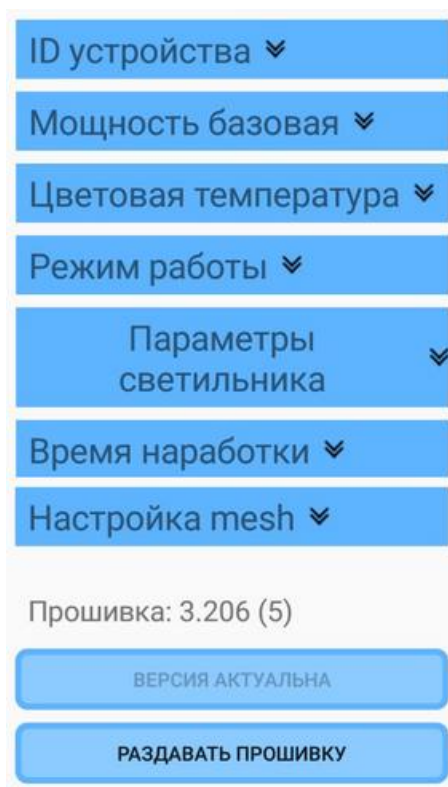 ID устройства
Мощность базовая
Цветовая температура
Режим работы
Параметры
светильника
Время наработки
Настройка mesh
Прошивка: 3.206 (5)
ВЕРСИЯ АКТУАЛЬНА
РАЗДАВАТЬ ПРОШИВКУ